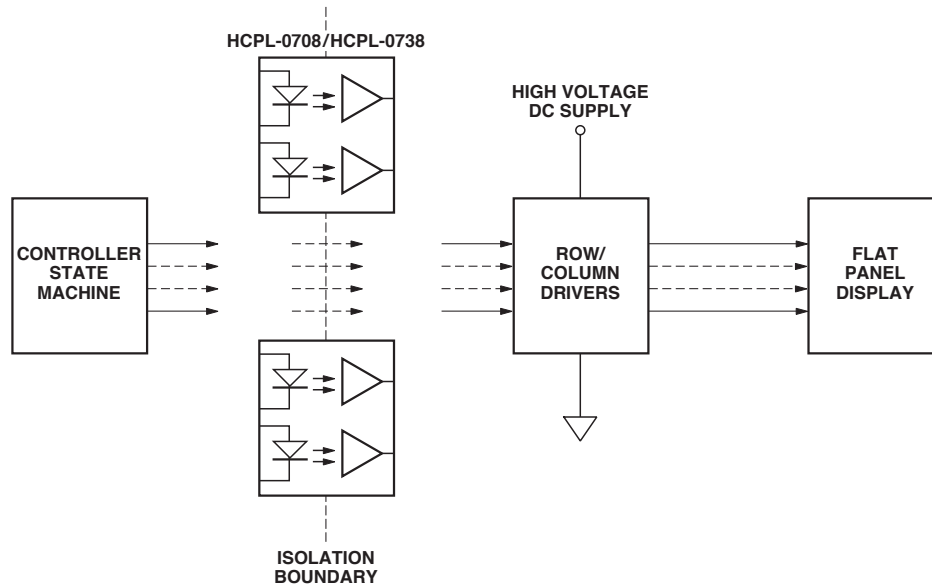 HCPL-0708/HCPL-0738
HIGH VOLTAGE
DC SUPPLY
CONTROLLER
STATE
MACHINE
ROW/
COLUMN
DRIVERS
FLAT
PANEL
DISPLAY
ISOLATION
BOUNDARY